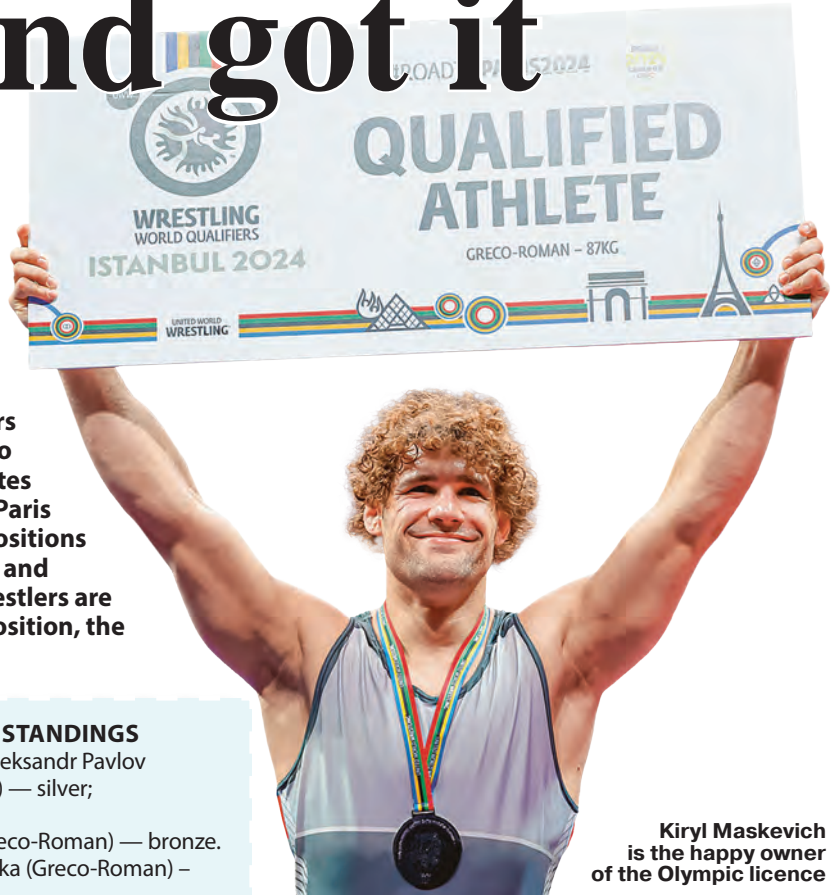 nd got it
#ROADTOPARIS2024
QUALIFIED
ATHLETE
GRECO-ROMAN – 87KG
WRESTLING
WORLD QUALIFIERS
ISTANBUL 2024
UNITED WORLD
WRESTLING
rs
o
tes
Paris
ositions
and
estlers are
osition, the
STANDINGS
eksandr Pavlov
) — silver;
eco-Roman) — bronze.
ka (Greco-Roman) –
Kiryl Maskevich
is the happy owner
of the Olympic licence